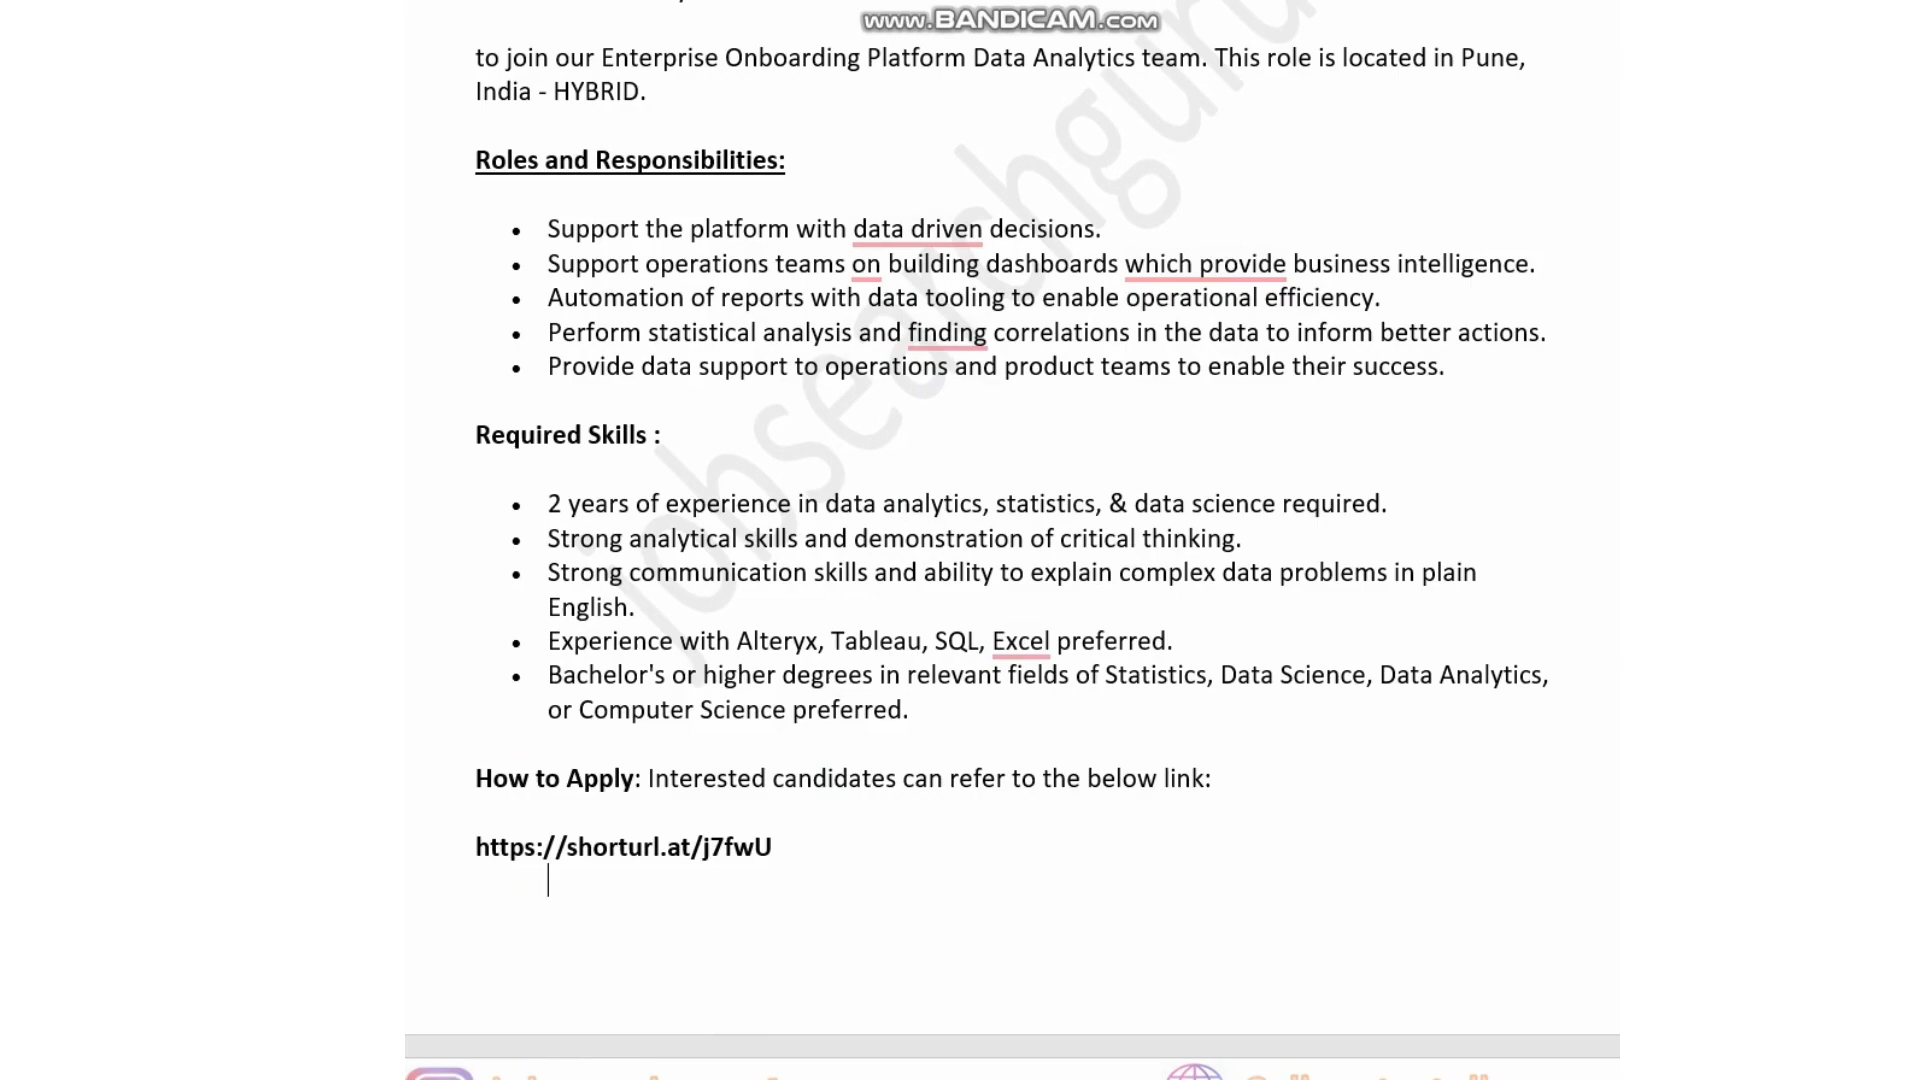 www.BANDICAM.com
to join our Enterprise Onboarding Platform Data Analytics team. This role is located in Pune,
India - HYBRID.
Roles and Responsibilities:
• Support the platform with data driven decisions.
• Support operations teams on building dashboards which provide business intelligence.
• Automation of reports with data tooling to enable operational efficiency.
• Perform statistical analysis and finding correlations in the data to inform better actions.
• Provide data support to operations and product teams to enable their success.
Required Skills :
• 2 years of experience in data analytics, statistics, & data science required.
• Strong analytical skills and demonstration of critical thinking.
• Strong communication skills and ability to explain complex data problems in plain
English.
• Experience with Alteryx, Tableau, SQL, Excel preferred.
• Bachelor's or higher degrees in relevant fields of Statistics, Data Science, Data Analytics,
or Computer Science preferred.
How to Apply: Interested candidates can refer to the below link:
https://shorturl.at/j7fwU
jobsearchguru